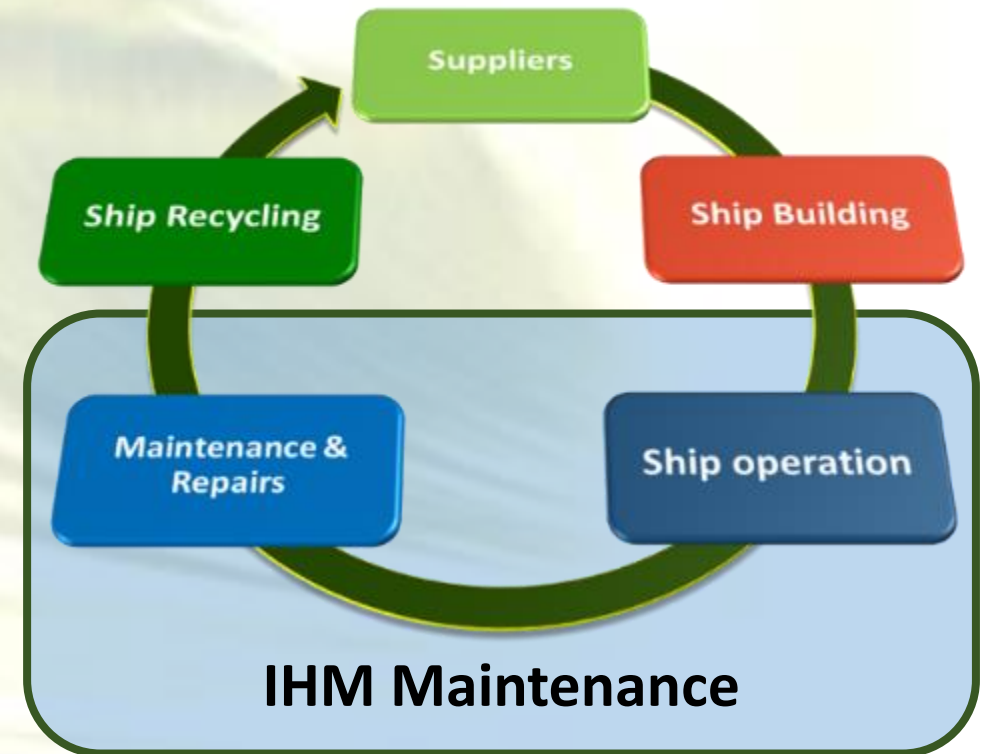 Suppliers
Ship Recycling
Ship Building
Maintenance &
Repairs
Ship operation
IHM Maintenance